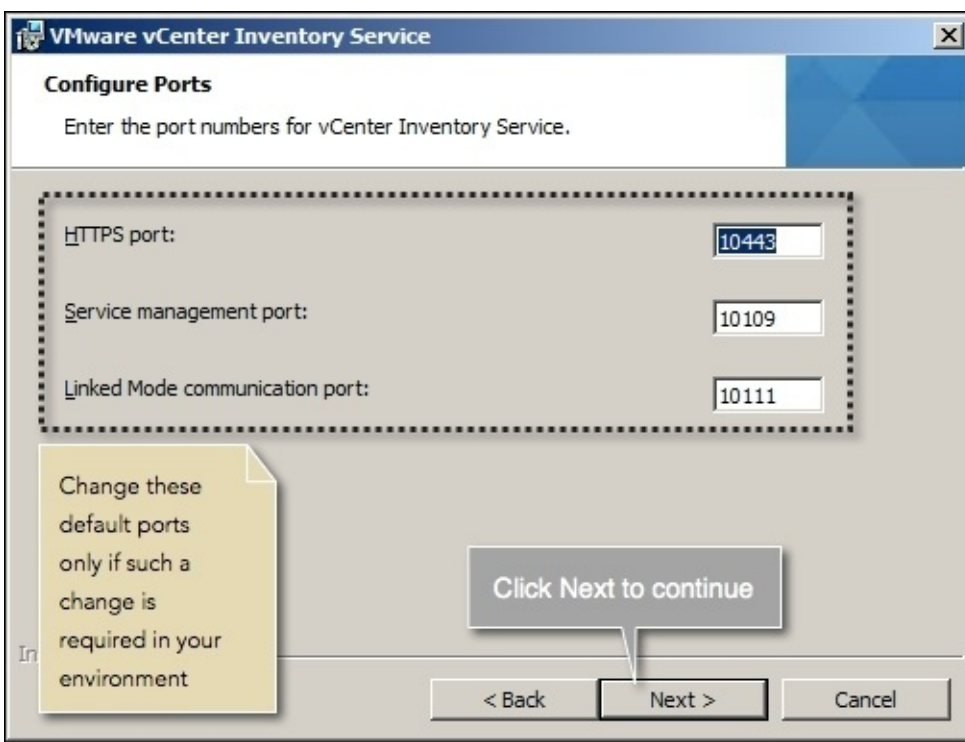 VMware vCenter Inventory Service
Configure Ports
Enter the port numbers for vCenter Inventory Service.
HTTPS port:
10443
Service management port:
10109
Linked Mode communication port:
10111
Change these
default ports
only if such a
change is
required in your
environment
Click Next to continue
In
< Back
Next >
Cancel